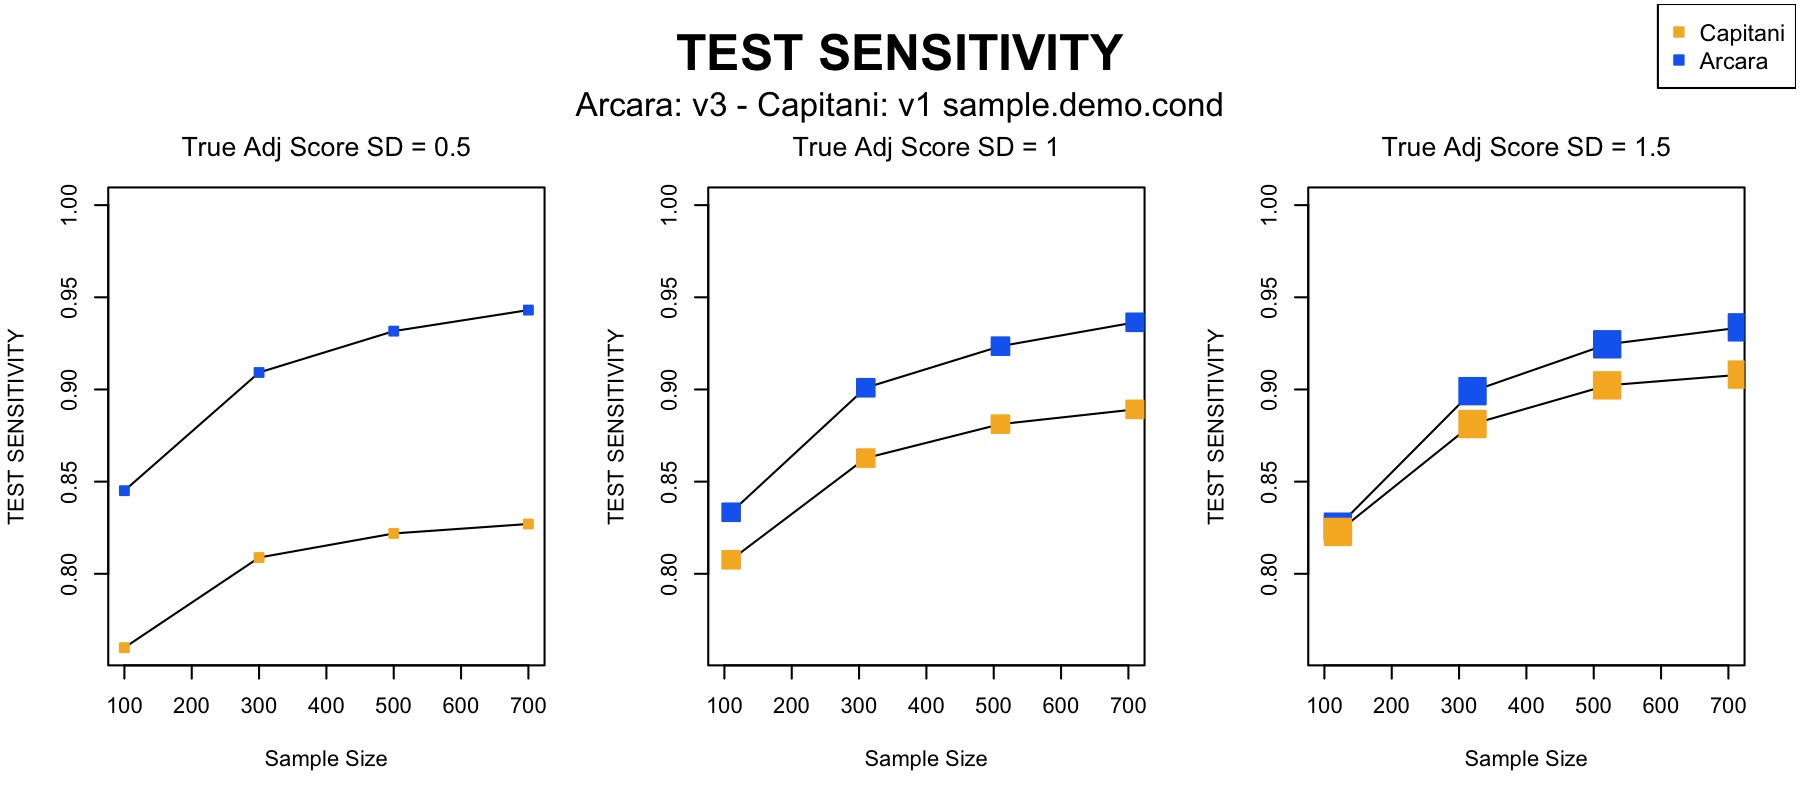 TEST SENSITIVITY
Arcara: v3 - Capitani: v1 sample.demo.cond
Capitani
Arcara
True Adj Score SD = 0.5
1.00
0.95
0.90
0.85
0.80
TEST SENSITIVITY
100 200 300 400 500 600 700
Sample Size
True Adj Score SD = 1
1.00
0.95
0.90
0.85
0.80
TEST SENSITIVITY
100 200 300 400 500 600 700
Sample Size
True Adj Score SD = 1.5
1.00
0.95
0.90
0.85
0.80
TEST SENSITIVITY
100 200 300 400 500 600 700
Sample Size